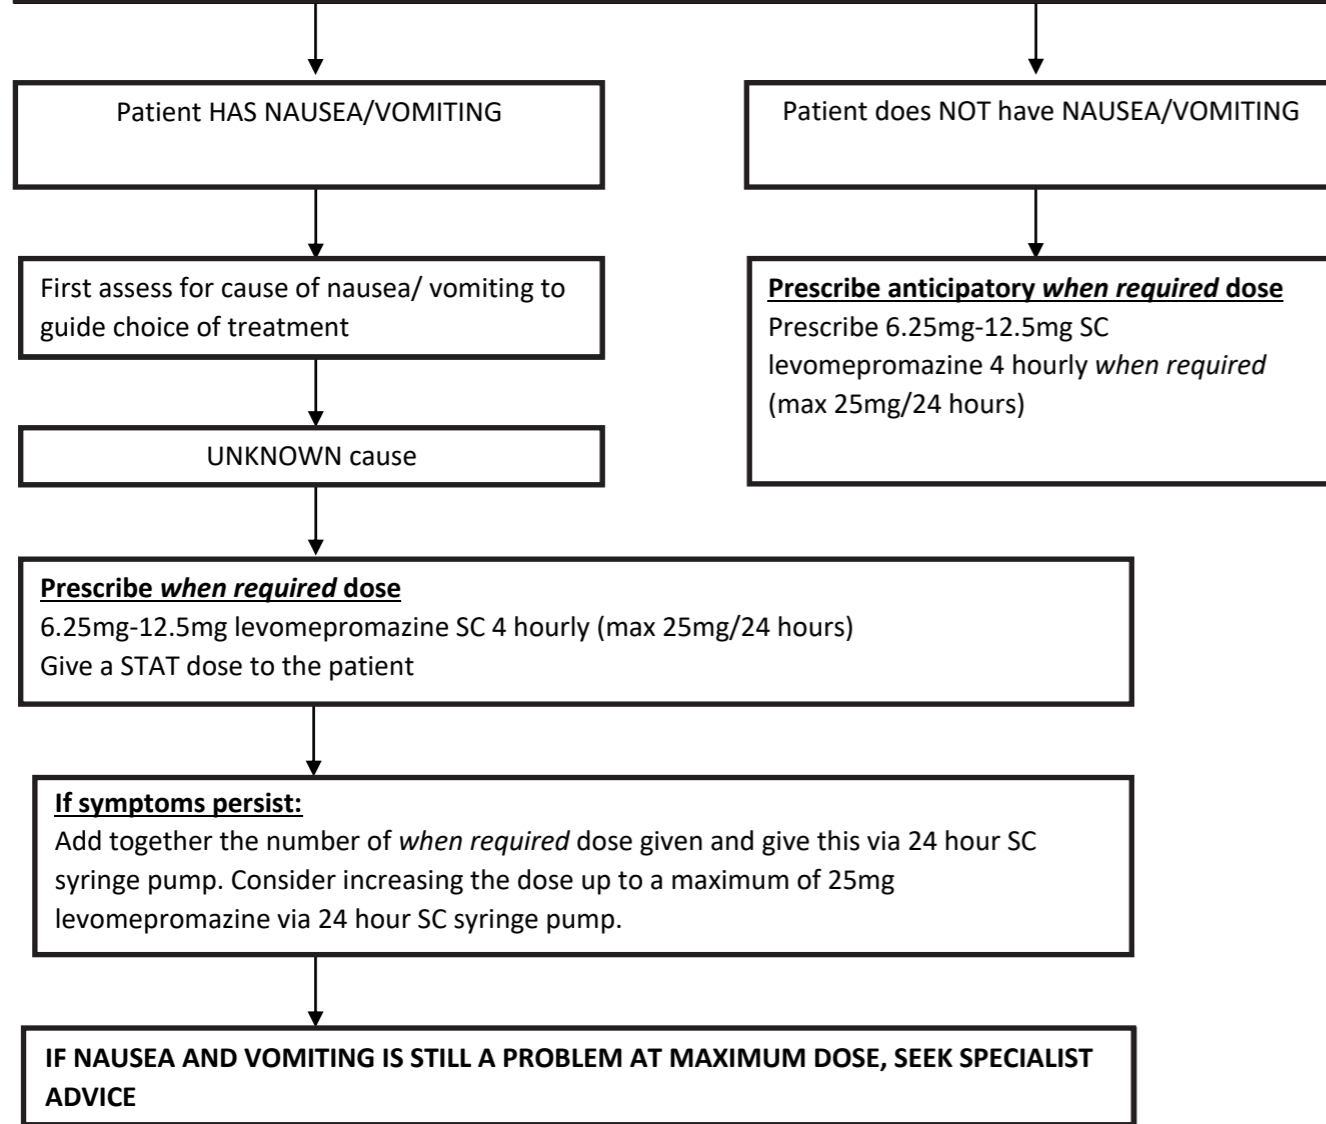 Patient HAS NAUSEA/VOMITING
Patient does NOT have NAUSEA/VOMITING
First assess for cause of nausea/ vomiting to
guide choice of treatment
Prescribe anticipatory when required dose
Prescribe 6.25mg-12.5mg SC
levomepromazine 4 hourly when required
(max 25mg/24 hours)
UNKNOWN cause
Prescribe when required dose
6.25mg-12.5mg levomepromazine SC 4 hourly (max 25mg/24 hours)
Give a STAT dose to the patient
If symptoms persist:
Add together the number of when required dose given and give this via 24 hour SC
syringe pump. Consider increasing the dose up to a maximum of 25mg
levomepromazine via 24 hour SC syringe pump.
IF NAUSEA AND VOMITING IS STILL A PROBLEM AT MAXIMUM DOSE, SEEK SPECIALIST
ADVICE